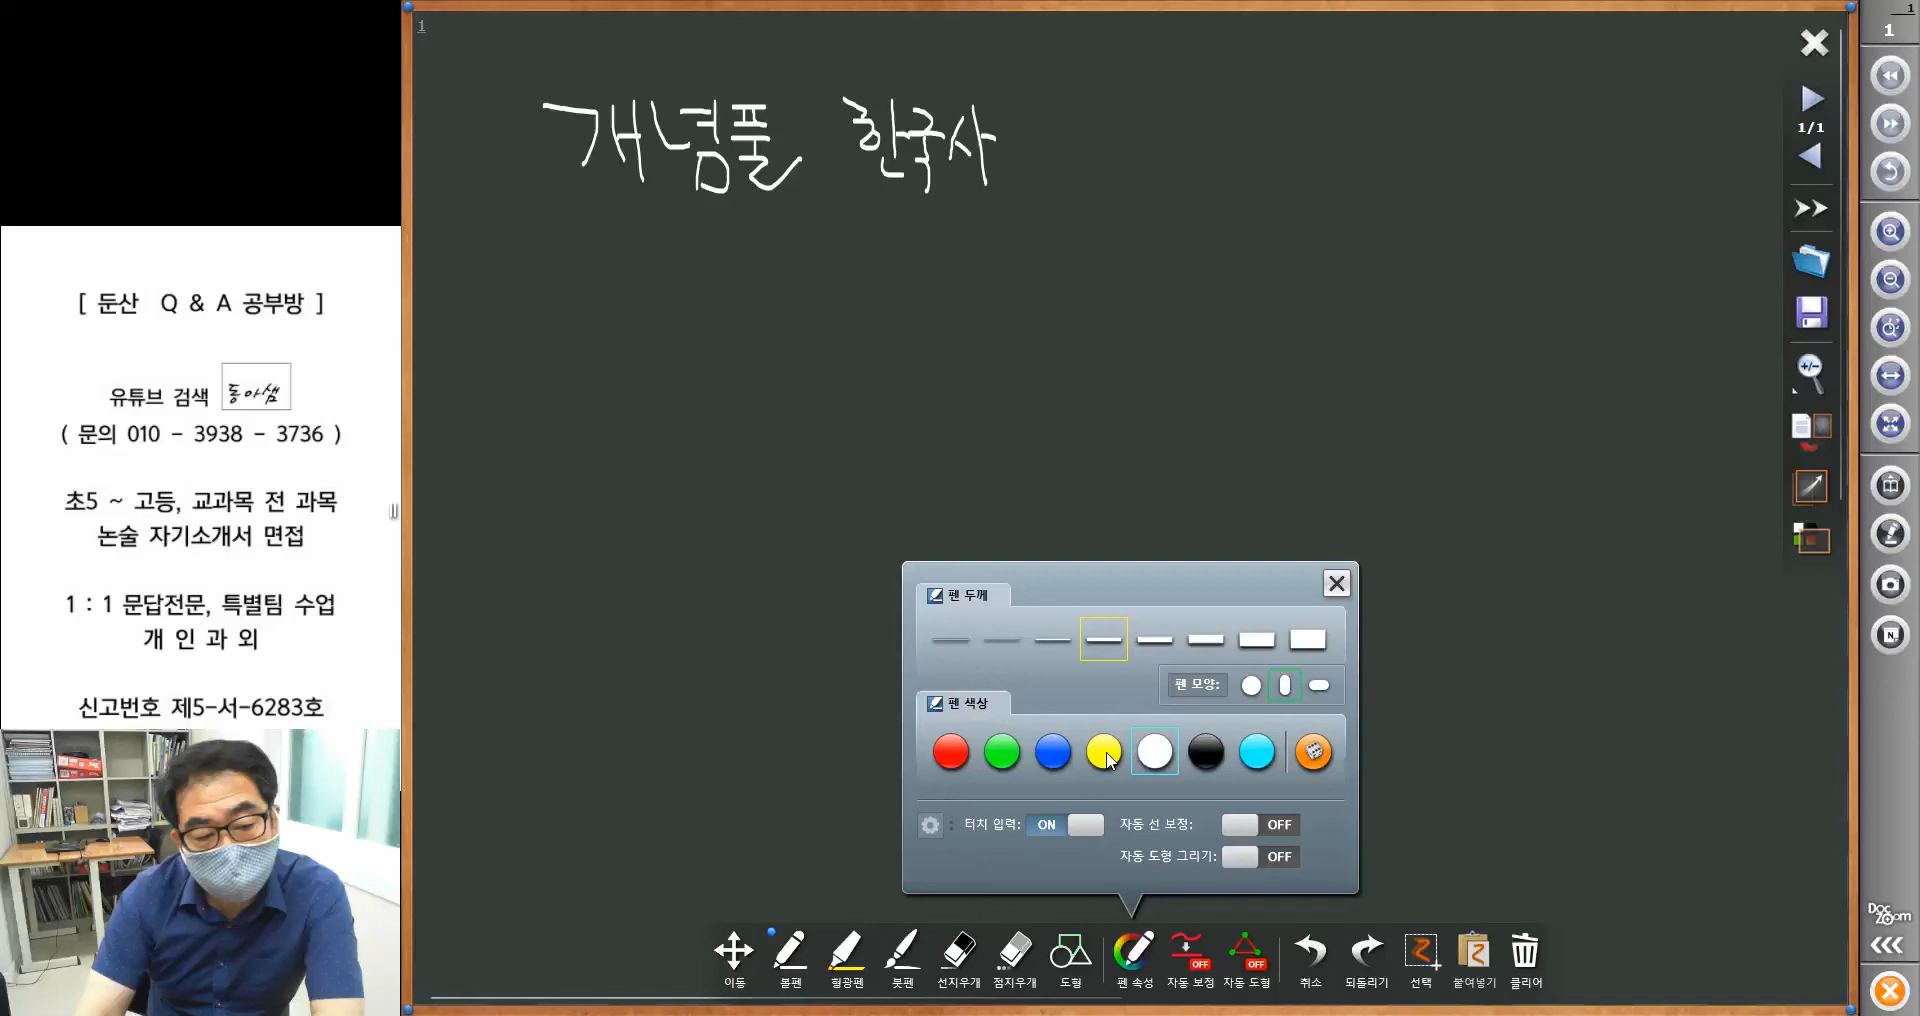 1
개념풀 한국사
[ 둔산 Q & A 공부방 ]
유튜브 검색 동아샘
( 문의 010 - 3938 - 3736 )
초5 ~ 고등, 교과목 전 과목
논술 자기소개서 면접
1 : 1 문답전문, 특별팀 수업
개 인 과 외
신고번호 제5-서-6283호
펜 두께
펜 모양:
펜 색상
터치 입력: ON 자동 선 보정: OFF
자동 도형 그리기: OFF
OFF OFF
이동 볼펜 형광펜 붓펜 선지우개 점지우개 도형 펜 속성 자동 보정 자동 도형 취소 되돌리기 선택 붙여넣기 클리어
1/1
+/-
1
1
N
Doc Zoom